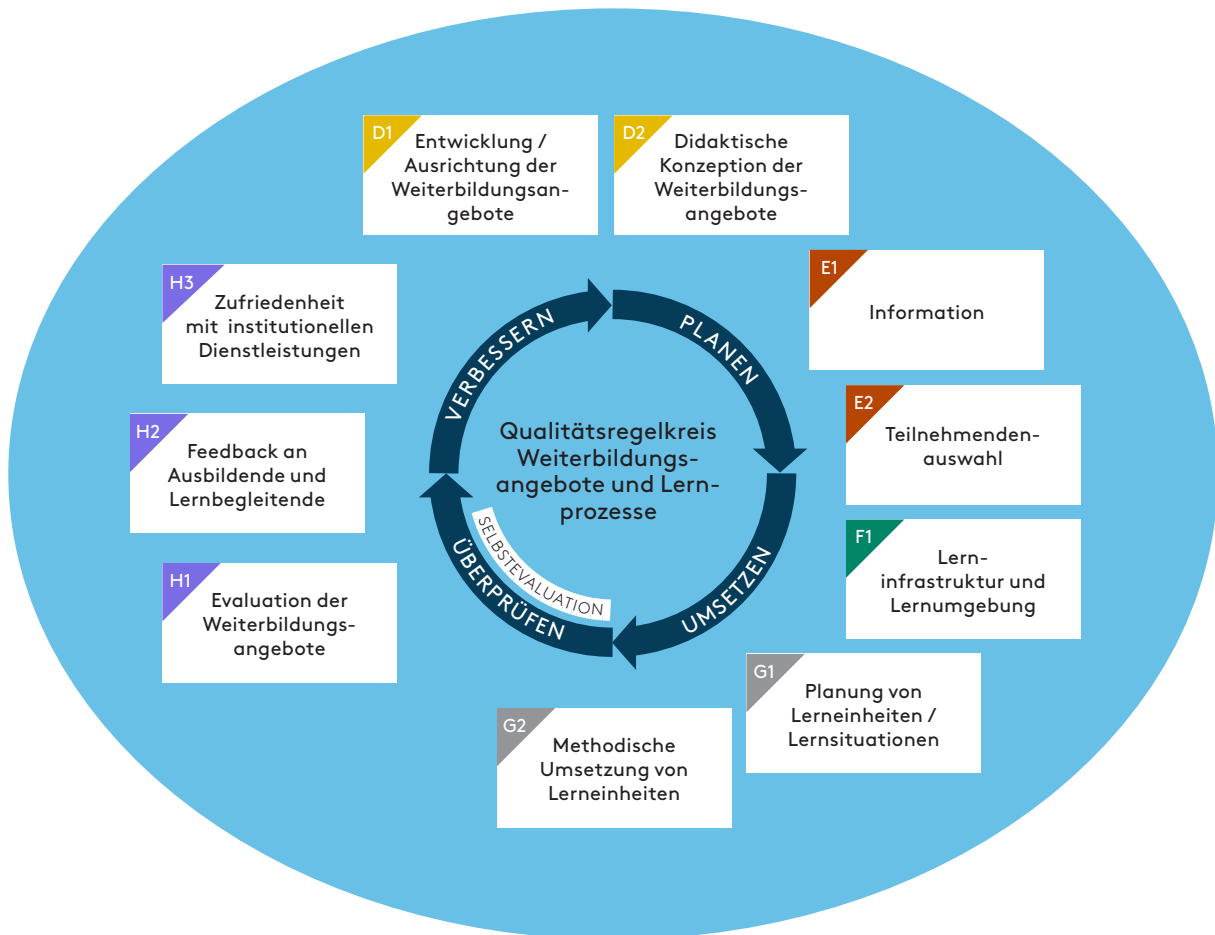 D1
Entwicklung /
Ausrichtung der
Weiterbildungsan-
gebote
D2
Didaktische
Konzeption der
Weiterbildungs-
angebote
E1
Information
E2
Teilnehmenden-
auswahl
F1
Lern-
infrastruktur und
Lernumgebung
G1
Planung von
Lerneinheiten /
Lernsituationen
G2
Methodische
Umsetzung von
Lerneinheiten
H1
Evaluation der
Weiterbildungs-
angebote
H2
Feedback an
Ausbildende und
Lernbegleitende
H3
Zufriedenheit
mit institutionellen
Dienstleistungen
PLANEN
UMSETZEN
ÜBERPRÜFEN
SELBSTEVALUATION
VERBESSERN
Qualitätsregelkreis
Weiterbildungs-
angebote und Lern-
prozesse